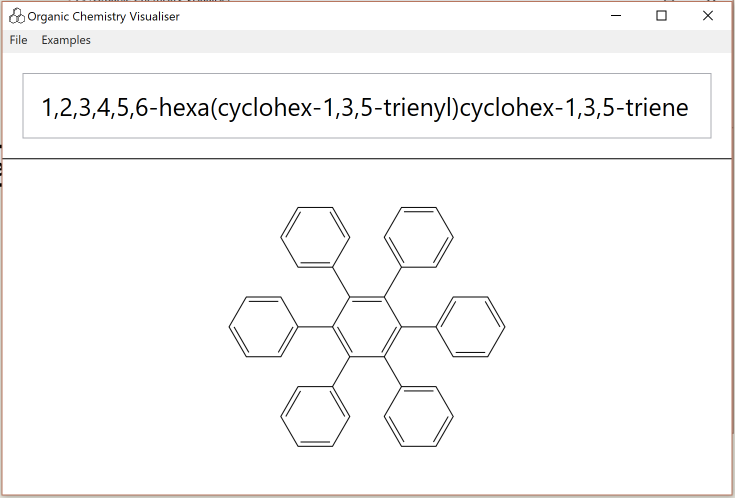 Organic Chemistry Visualiser
File Examples
1,2,3,4,5,6-hexa(cyclohex-1,3,5-trienyl)cyclohex-1,3,5-triene